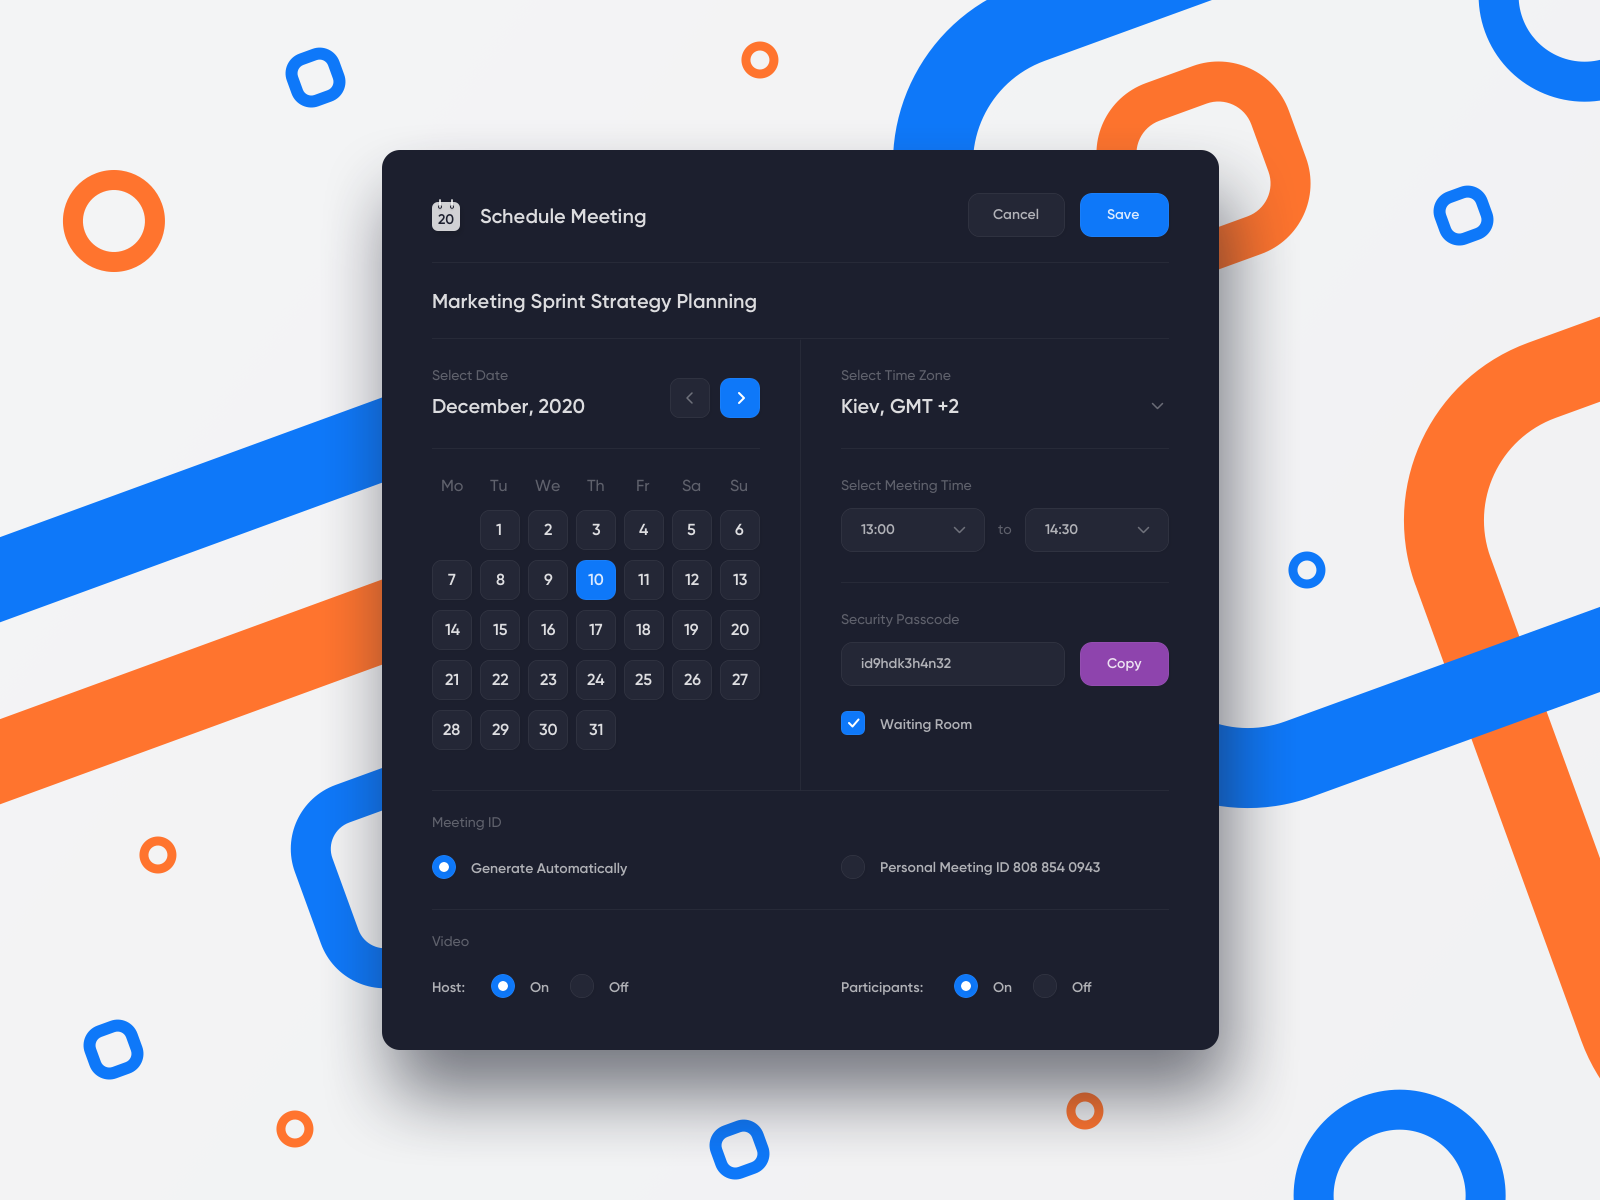 20 Schedule Meeting Cancel Save
Marketing Sprint Strategy Planning
Select Date
December, 2020
Mo Tu We Th Fr Sa Su
1 2 3 4 5 6
7 8 9 10 11 12 13
14 15 16 17 18 19 20
21 22 23 24 25 26 27
28 29 30 31
Select Time Zone
Kiev, GMT +2
Select Meeting Time
13:00 to 14:30
Security Passcode
id9hdk3h4n32 Copy
Waiting Room
Meeting ID
Generate Automatically Personal Meeting ID 808 854 0943
Video
Host: On Off Participants: On Off